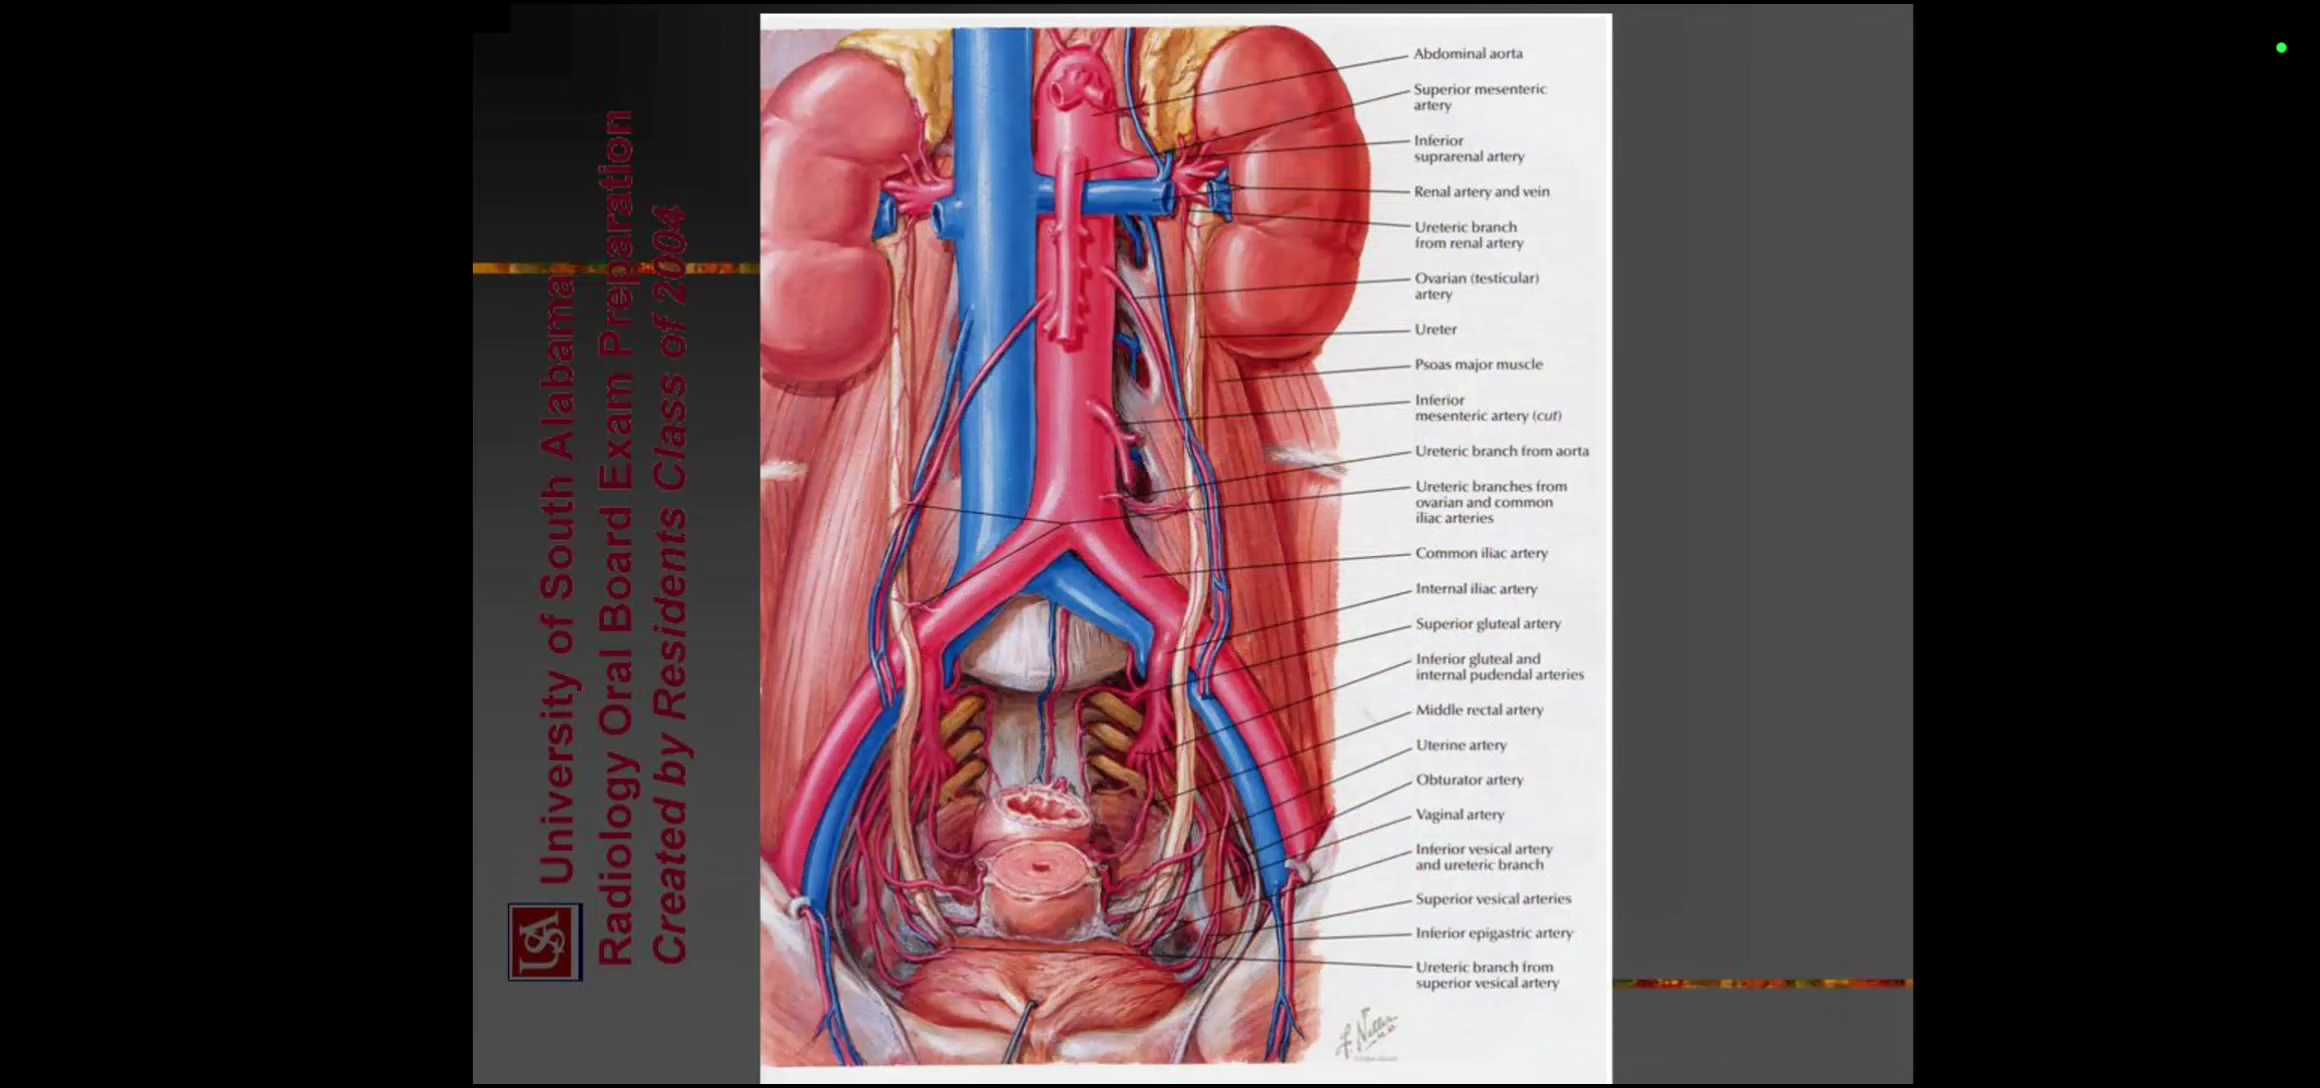 University of South Alabama
Radiology Oral Board Exam Preparation
Created by Residents Class of 2004
USA
Abdominal aorta
Superior mesenteric
artery
Inferior
suprarenal artery
Renal artery and vein
Ureteric branch
from renal artery
Ovarian (testicular)
artery
Ureter
Psoas major muscle
Inferior
mesenteric artery (cut)
Ureteric branch from aorta
Ureteric branches from
ovarian and common
iliac arteries
Common iliac artery
Internal iliac artery
Superior gluteal artery
Inferior gluteal and
internal pudendal arteries
Middle rectal artery
Uterine artery
Obturator artery
Vaginal artery
Inferior vesical artery
and ureteric branch
Superior vesical arteries
Inferior epigastric artery
Ureteric branch from
superior vesical artery
F. Netter